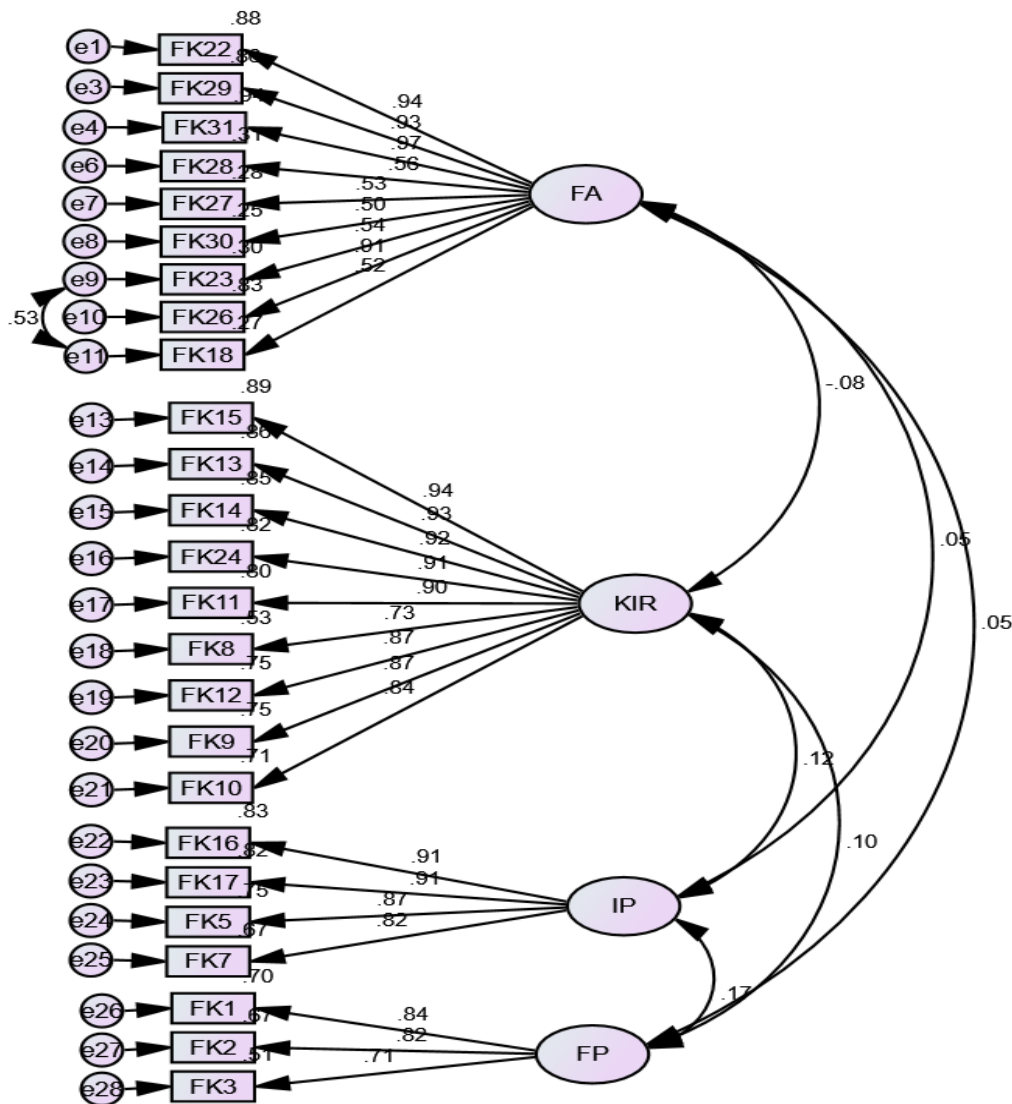 .88
e1 FK22 .86
e3 FK29 .94
e4 FK31 .31
e6 FK28 .28
e7 FK27 .25
e8 FK30 .30
e9 FK23 .83
e10 FK26 .27
e11 FK18
.53
.94
.93
.97
.56
.53
.50
.54
.91
.52
FA
-.08
.89
e13 FK15 .86
e14 FK13 .85
e15 FK14 .82
e16 FK24 .80
e17 FK11 .53
e18 FK8 .75
e19 FK12 .75
e20 FK9 .71
e21 FK10
.94
.93
.92
.91
.90
.73
.87
.87
.84
KIR
.05
.05
.12
.10
.83
e22 FK16 .82
e23 FK17 .75
e24 FK5 .67
e25 FK7
.91
.91
.87
.82
IP
.17
.70
e26 FK1 .67
e27 FK2 .51
e28 FK3
.84
.82
.71
FP